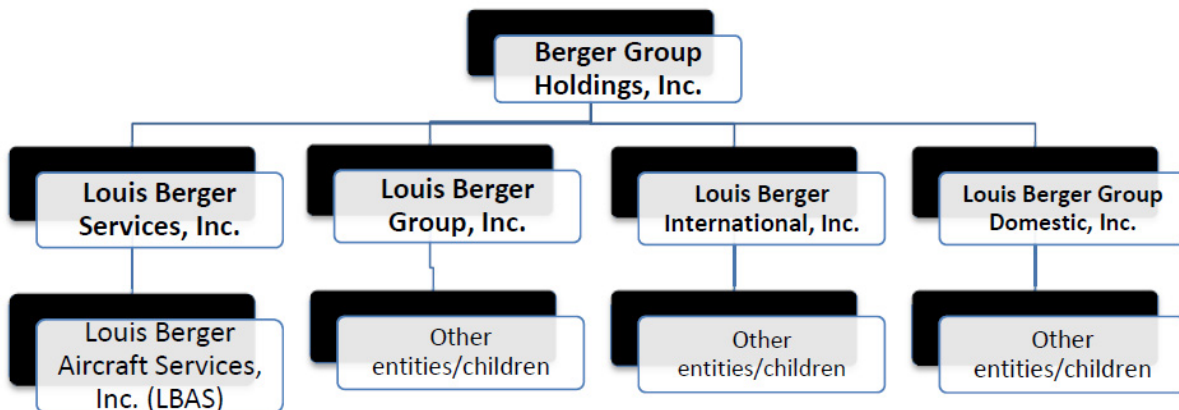 Berger Group
Holdings, Inc.
Louis Berger
Services, Inc.
Louis Berger
Group, Inc.
Louis Berger
International, Inc.
Louis Berger Group
Domestic, Inc.
Louis Berger
Aircraft Services,
Inc. (LBAS)
Other
entities/children
Other
entities/children
Other
entities/children